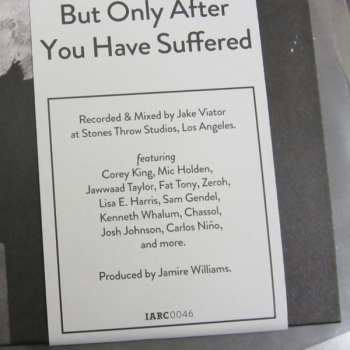 But Only After
You Have Suffered
Recorded & Mixed by Jake Viator
at Stones Throw Studios, Los Angeles.
featuring
Corey King, Mic Holden,
Jawwaad Taylor, Fat Tony, Zeroh,
Lisa E. Harris, Sam Gendel,
Kenneth Whalum, Chassol,
Josh Johnson, Carlos Niño,
and more.
Produced by Jamire Williams.
IARC0046